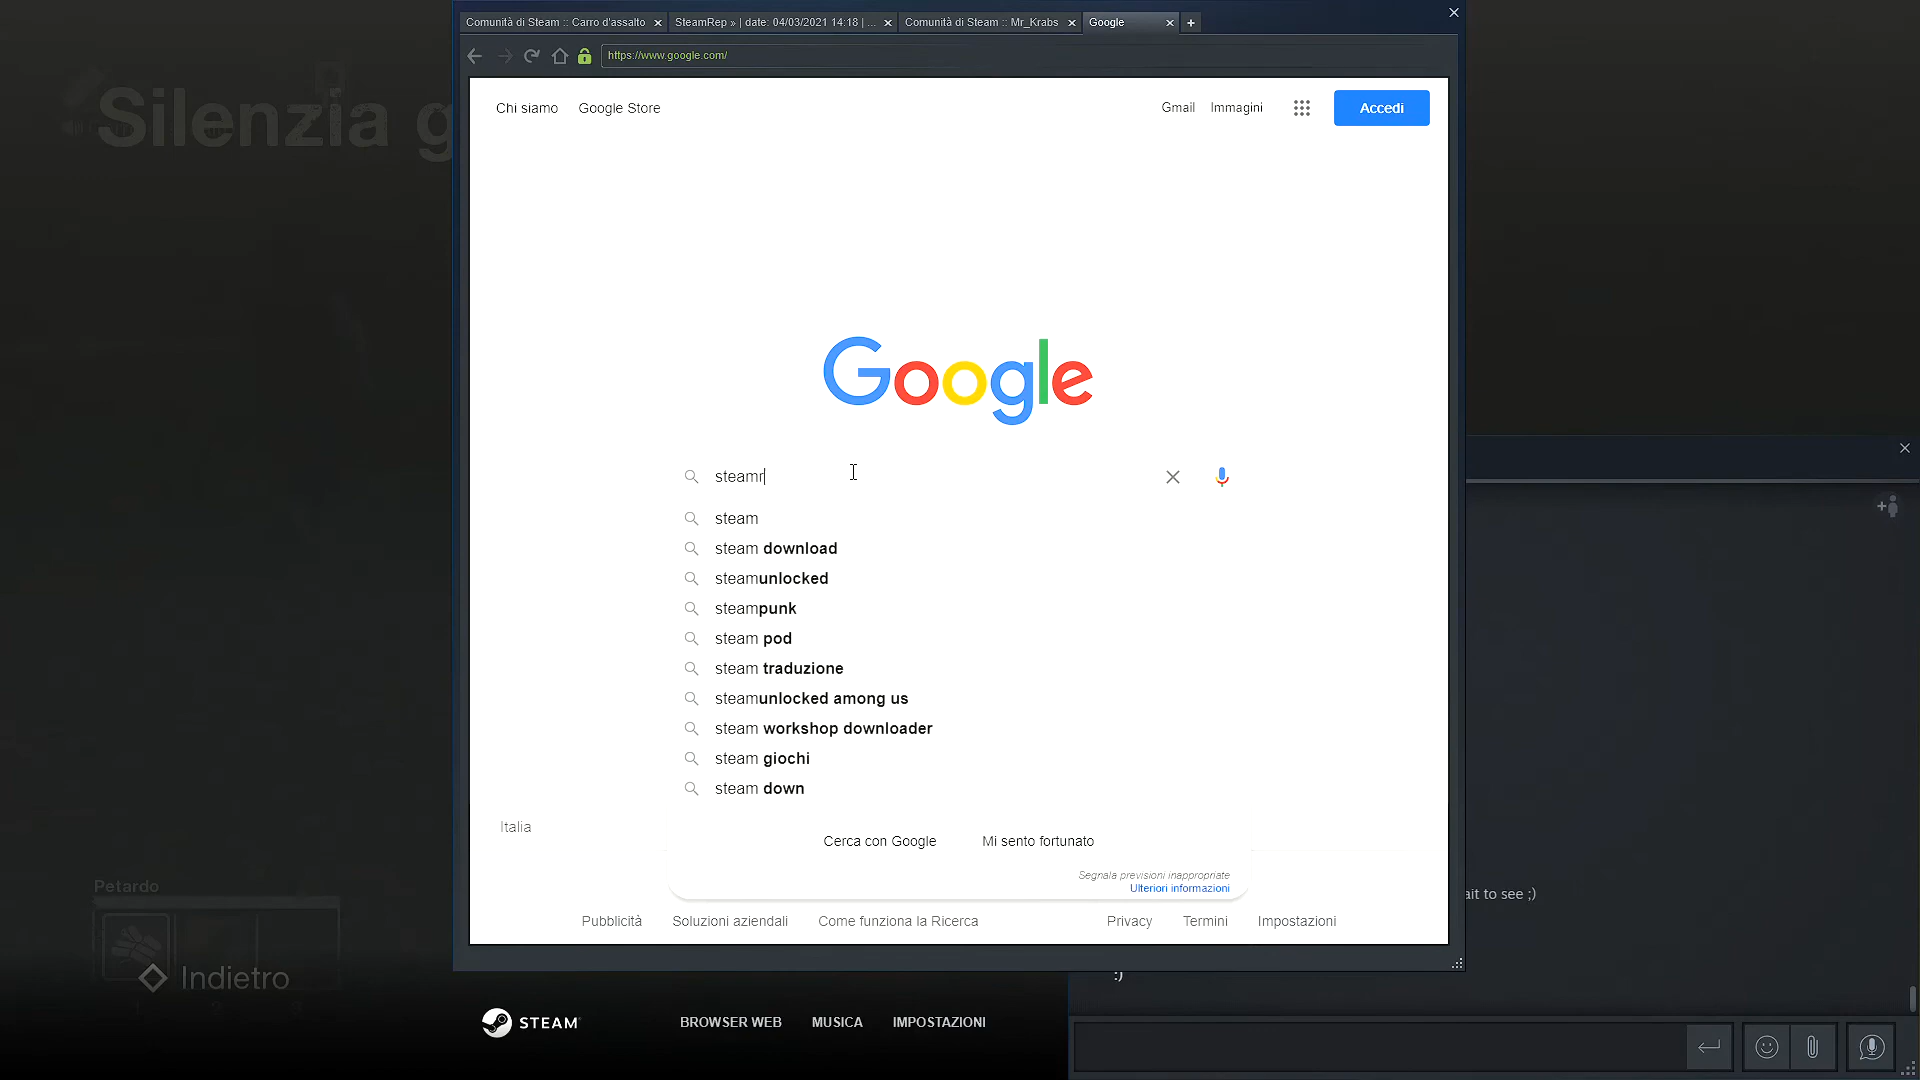 Comunità di Steam :: Carro d'assalto
SteamRep » | date: 04/03/2021 14:18 | ...
Comunità di Steam :: Mr_Krabs
Google
https://www.google.com/
Silenzia g
Chi siamo
Google Store
Gmail
Immagini
Accedi
Google
steamr
steam
steam download
steamunlocked
steampunk
steam pod
steam traduzione
steamunlocked among us
steam workshop downloader
steam giochi
steam down
Italia
Cerca con Google
Mi sento fortunato
Segnala previsioni inappropriate
Ulteriori informazioni
Pubblicità
Soluzioni aziendali
Come funziona la Ricerca
Privacy
Termini
Impostazioni
Petardo
ait to see ;)
:)
Indietro
STEAM
BROWSER WEB
MUSICA
IMPOSTAZIONI